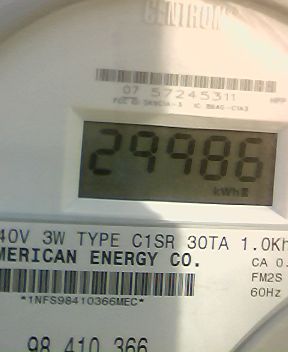 CENTRON
07 57245311
29986
kWh
40V 3W TYPE C1SR 30TA 1.0Kh
MERICAN ENERGY CO.
CA 0.
FM2S
60Hz
*1NFS98410366MEC*
98 410 366